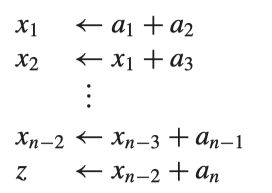 x₁ ← a₁ + a₂
x₂ ← x₁ + a₃
⋮
xₙ₋₂ ← xₙ₋₃ + aₙ₋₁
z ← xₙ₋₂ + aₙ